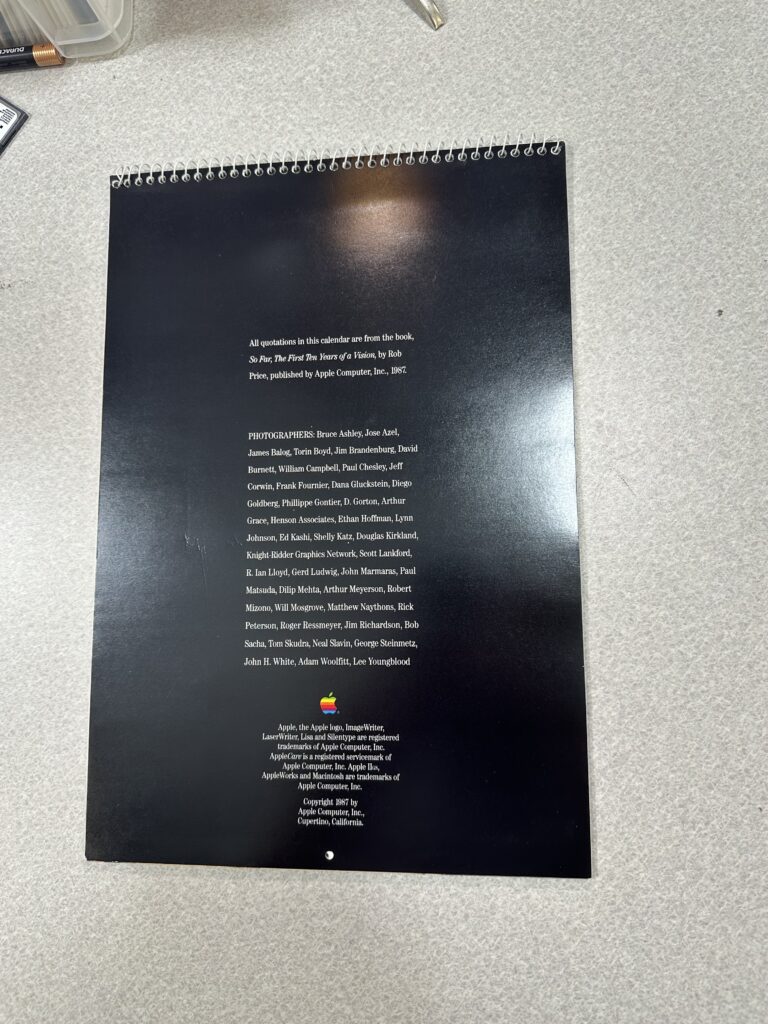 DURACELL
All quotations in this calendar are from the book,
So Far, The First Ten Years of a Vision, by Rob
Price, published by Apple Computer, Inc., 1987.
PHOTOGRAPHERS: Bruce Ashley, Jose Azel,
James Balog, Torin Boyd, Jim Brandenburg, David
Burnett, William Campbell, Paul Chesley, Jeff
Corwin, Frank Fournier, Dana Gluckstein, Diego
Goldberg, Phillippe Gontier, D. Gorton, Arthur
Grace, Henson Associates, Ethan Hoffman, Lynn
Johnson, Ed Kashi, Shelly Katz, Douglas Kirkland,
Knight-Ridder Graphics Network, Scott Lankford,
R. Ian Lloyd, Gerd Ludwig, John Marmaras, Paul
Matsuda, Dilip Mehta, Arthur Meyerson, Robert
Mizono, Will Mosgrove, Matthew Naythons, Rick
Peterson, Roger Ressmeyer, Jim Richardson, Bob
Sacha, Tom Skudra, Neal Slavin, George Steinmetz,
John H. White, Adam Woolfitt, Lee Youngblood
Apple, the Apple logo, ImageWriter,
LaserWriter, Lisa and Silentype are registered
trademarks of Apple Computer, Inc.
AppleCare is a registered servicemark of
Apple Computer, Inc. Apple IIGS,
AppleWorks and Macintosh are trademarks of
Apple Computer, Inc.
Copyright 1987 by
Apple Computer, Inc.,
Cupertino, California.